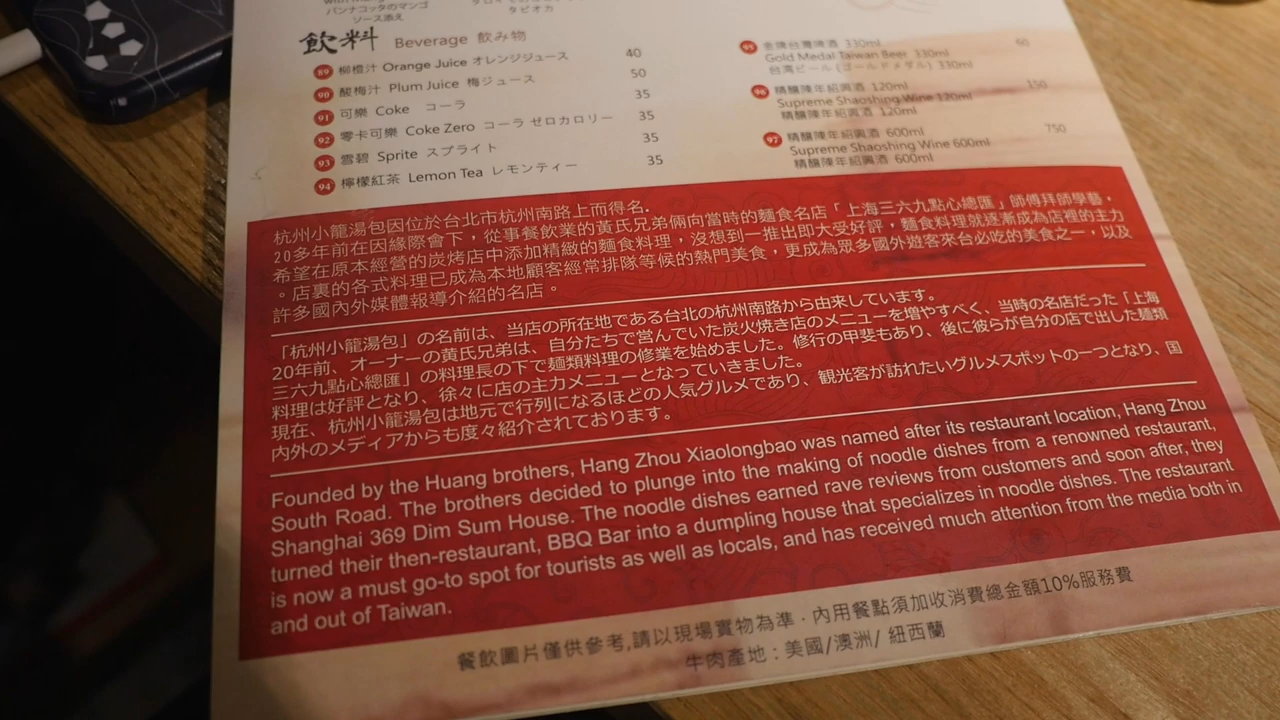 パンナコッタのマンゴ
ソース添え
タピオカ
飲料 Beverage 飲み物
89 柳橙汁 Orange Juice オレンジジュース 40
90 酸梅汁 Plum Juice 梅ジュース 50
91 可樂 Coke コーラ 35
92 零卡可樂 Coke Zero コーラ ゼロカロリー 35
93 雪碧 Sprite スプライト 35
94 檸檬紅茶 Lemon Tea レモンティー 35
95 金牌台灣啤酒 330ml 60
Gold Medal Taiwan Beer 330ml
台湾ビール (ゴールドメダル) 330ml
96 精釀陳年紹興酒 120ml 150
Supreme Shaoshing Wine 120ml
精釀陳年紹興酒 120ml
97 精釀陳年紹興酒 600ml 750
Supreme Shaoshing Wine 600ml
精釀陳年紹興酒 600ml
杭州小籠湯包因位於台北市杭州南路上而得名.
20多年前在因緣際會下，從事餐飲業的黃氏兄弟倆向當時的麵食名店「上海三六九點心總匯」師傅拜師學藝，
希望在原本經營的炭烤店中添加精緻的麵食料理，沒想到一推出即大受好評，麵食料理就逐漸成為店裡的主力
。店裏的各式料理已成為本地顧客經常排隊等候的熱門美食，更成為眾多國外遊客來台必吃的美食之一，以及
許多國內外媒體報導介紹的名店。
「杭州小籠湯包」の名前は、当店の所在地である台北の杭州南路から由来しています。
20年前、オーナーの黄氏兄弟は、自分たちで営んでいた炭火焼き店のメニューを増やすべく、当時の名店だった「上海
三六九點心總匯」の料理長の下で麺類料理の修業を始めました。修行の甲斐もあり、後に彼らが自分の店で出した麺類
料理は好評となり、徐々に店の主力メニューとなっていきました。
現在、杭州小籠湯包は地元で行列になるほどの人気グルメであり、観光客が訪れたいグルメスポットの一つとなり、国
内外のメディアからも度々紹介されております。
Founded by the Huang brothers, Hang Zhou Xiaolongbao was named after its restaurant location, Hang Zhou
South Road. The brothers decided to plunge into the making of noodle dishes from a renowned restaurant,
Shanghai 369 Dim Sum House. The noodle dishes earned rave reviews from customers and soon after, they
turned their then-restaurant, BBQ Bar into a dumpling house that specializes in noodle dishes. The restaurant
is now a must go-to spot for tourists as well as locals, and has received much attention from the media both in
and out of Taiwan.
餐飲圖片僅供參考,請以現場實物為準．內用餐點須加收消費總金額10%服務費
牛肉產地：美國/澳洲/ 紐西蘭